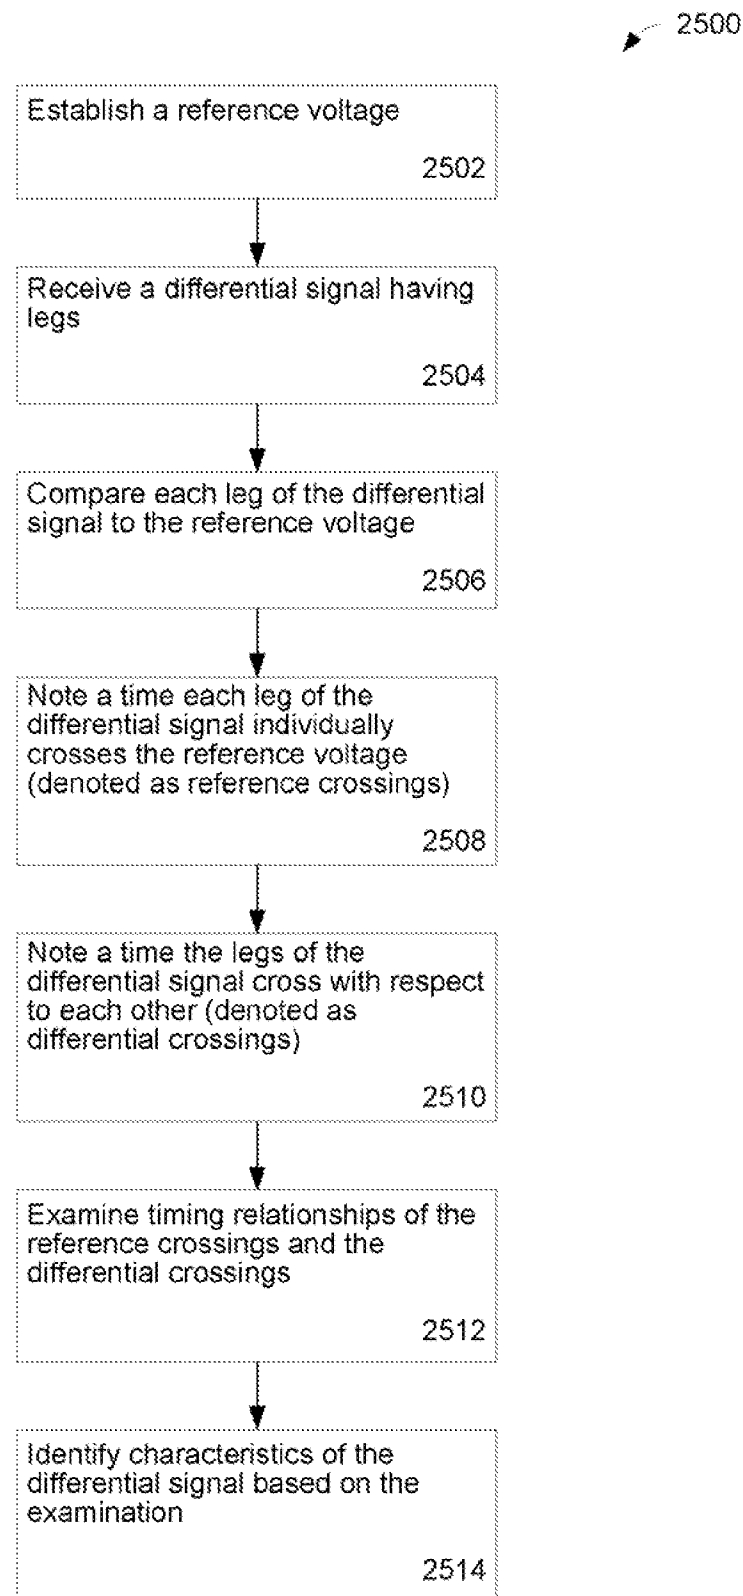 2500
Establish a reference voltage
2502
Receive a differential signal having
legs
2504
Compare each leg of the differential
signal to the reference voltage
2506
Note a time each leg of the
differential signal individually
crosses the reference voltage
(denoted as reference crossings)
2508
Note a time the legs of the
differential signal cross with respect
to each other (denoted as
differential crossings)
2510
Examine timing relationships of the
reference crossings and the
differential crossings
2512
Identify characteristics of the
differential signal based on the
examination
2514